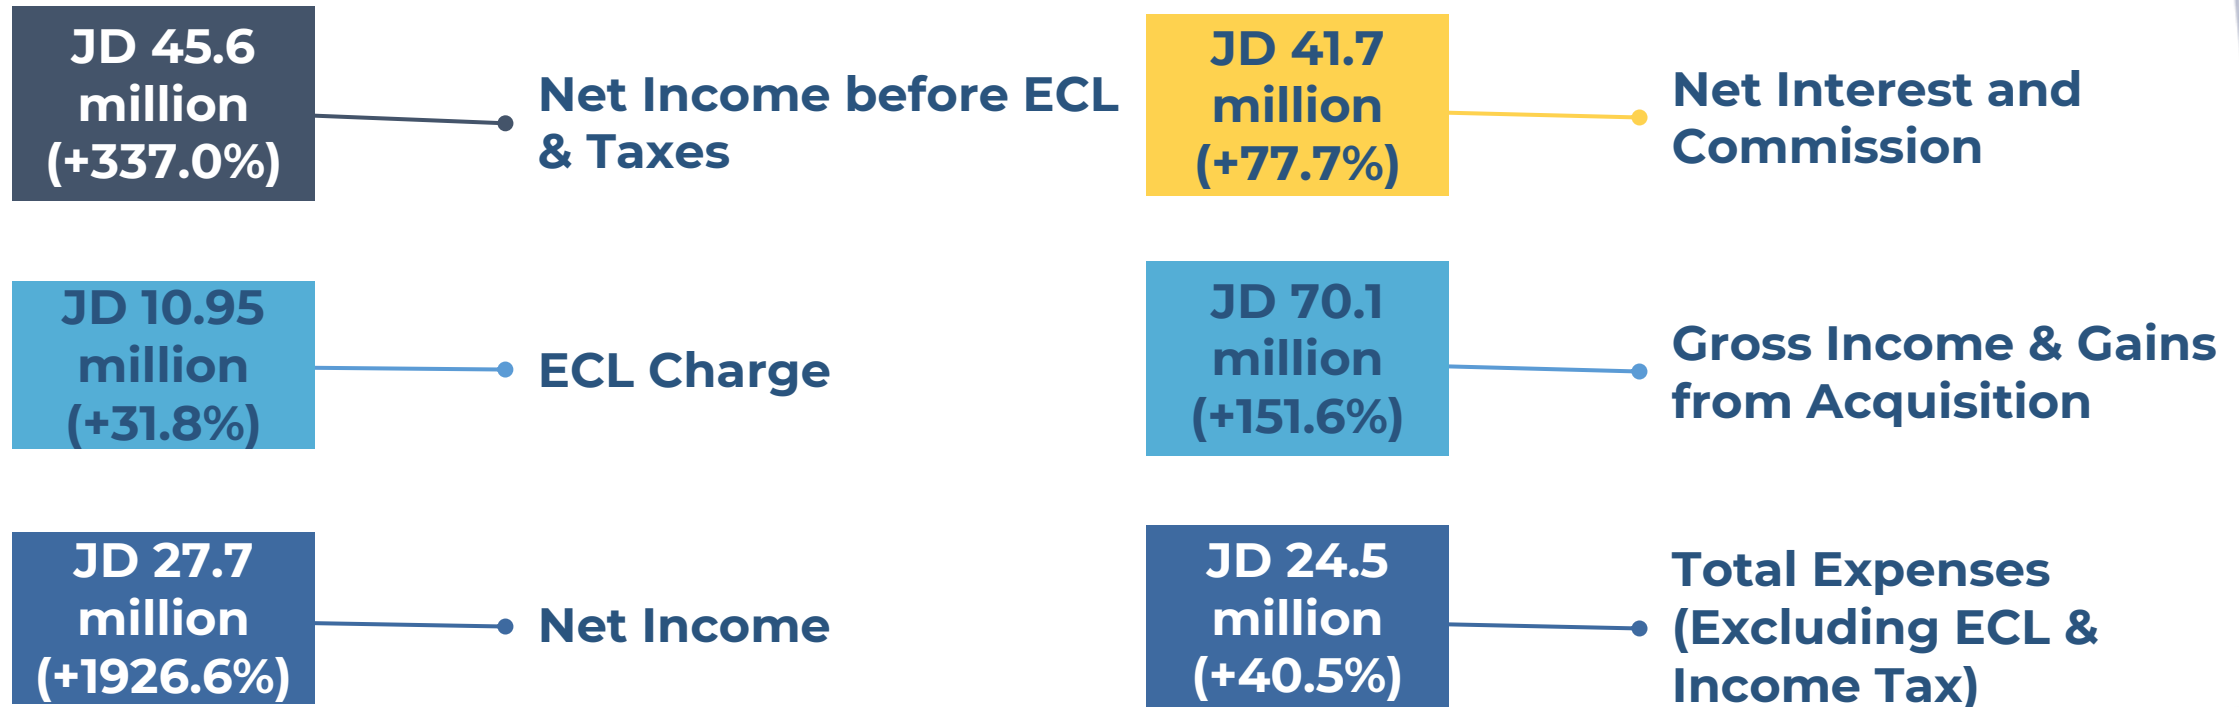 JD 45.6
million
(+337.0%)
Net Income before ECL
& Taxes
JD 10.95
million
(+31.8%)
ECL Charge
JD 27.7
million
(+1926.6%)
Net Income
JD 41.7
million
(+77.7%)
Net Interest and
Commission
JD 70.1
million
(+151.6%)
Gross Income & Gains
from Acquisition
JD 24.5
million
(+40.5%)
Total Expenses
(Excluding ECL &
Income Tax)